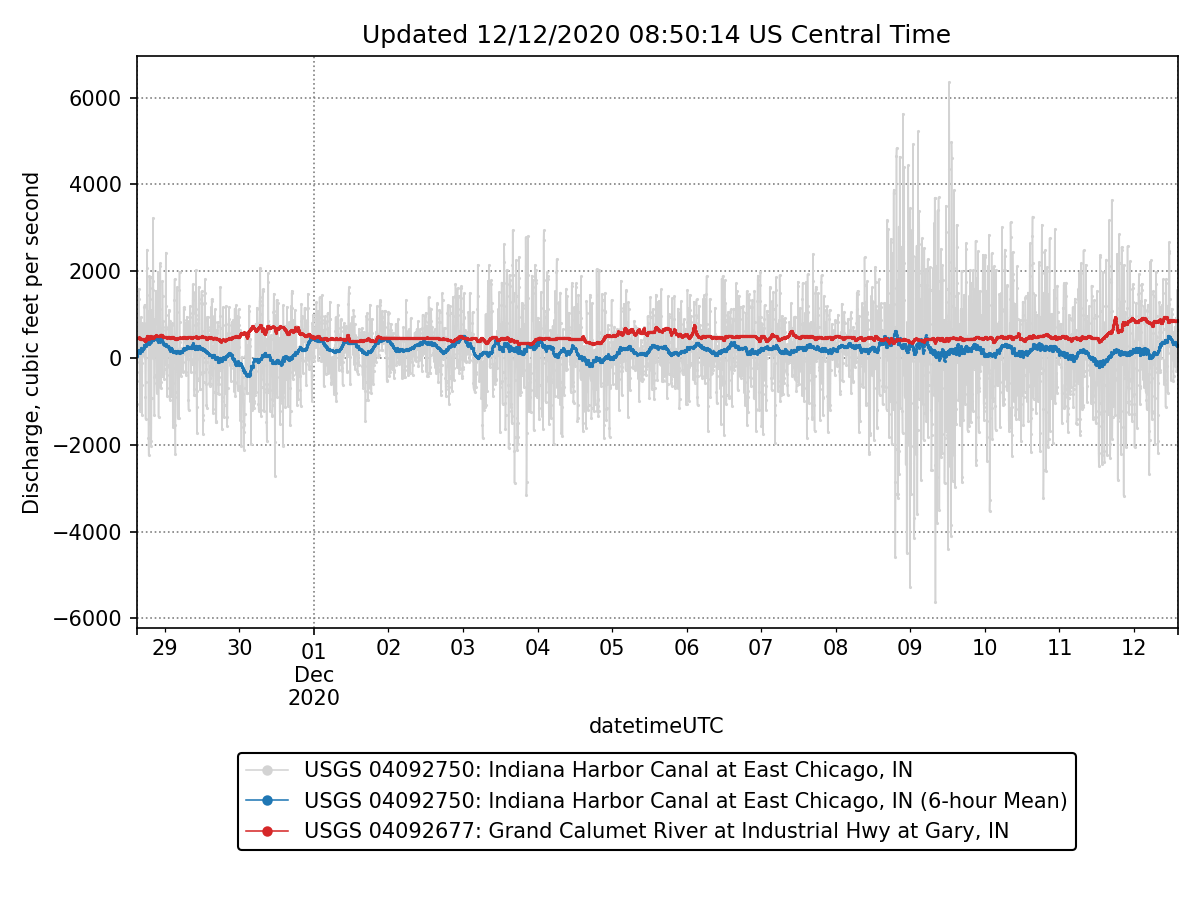 Updated 12/12/2020 08:50:14 US Central Time
Discharge, cubic feet per second
6000
4000
2000
0
−2000
−4000
−6000
29 30 01 02 03 04 05 06 07 08 09 10 11 12
Dec
2020
datetimeUTC
USGS 04092750: Indiana Harbor Canal at East Chicago, IN
USGS 04092750: Indiana Harbor Canal at East Chicago, IN (6-hour Mean)
USGS 04092677: Grand Calumet River at Industrial Hwy at Gary, IN